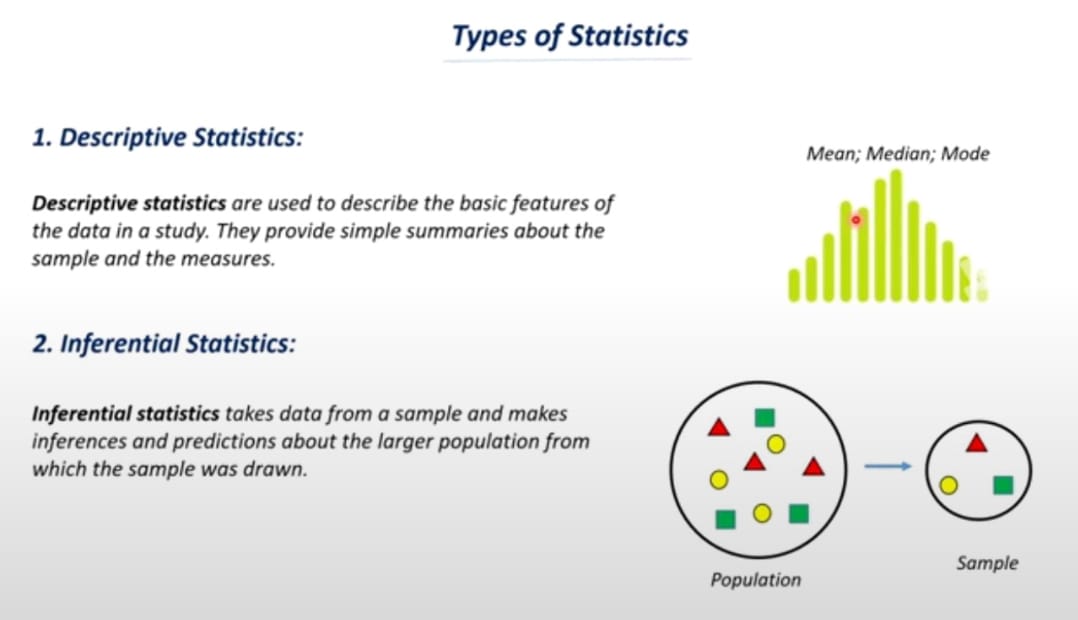 Types of Statistics
1. Descriptive Statistics:
Mean; Median; Mode
Descriptive statistics are used to describe the basic features of
the data in a study. They provide simple summaries about the
sample and the measures.
2. Inferential Statistics:
Inferential statistics takes data from a sample and makes
inferences and predictions about the larger population from
which the sample was drawn.
Population
Sample